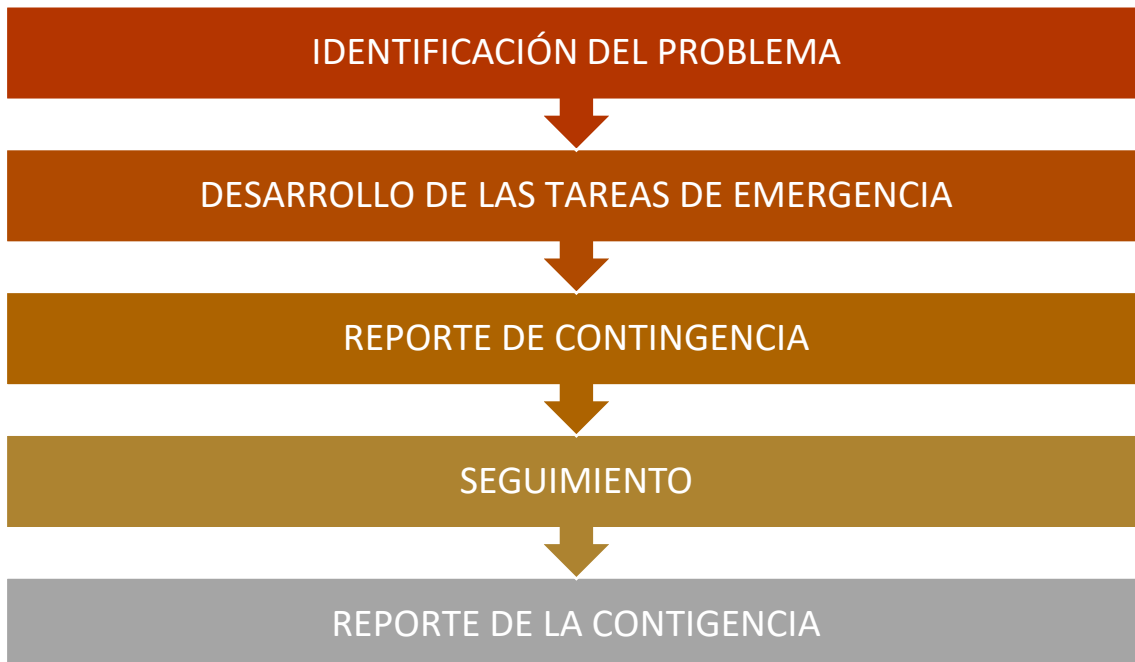 IDENTIFICACIÓN DEL PROBLEMA
DESARROLLO DE LAS TAREAS DE EMERGENCIA
REPORTE DE CONTINGENCIA
SEGUIMIENTO
REPORTE DE LA CONTIGENCIA